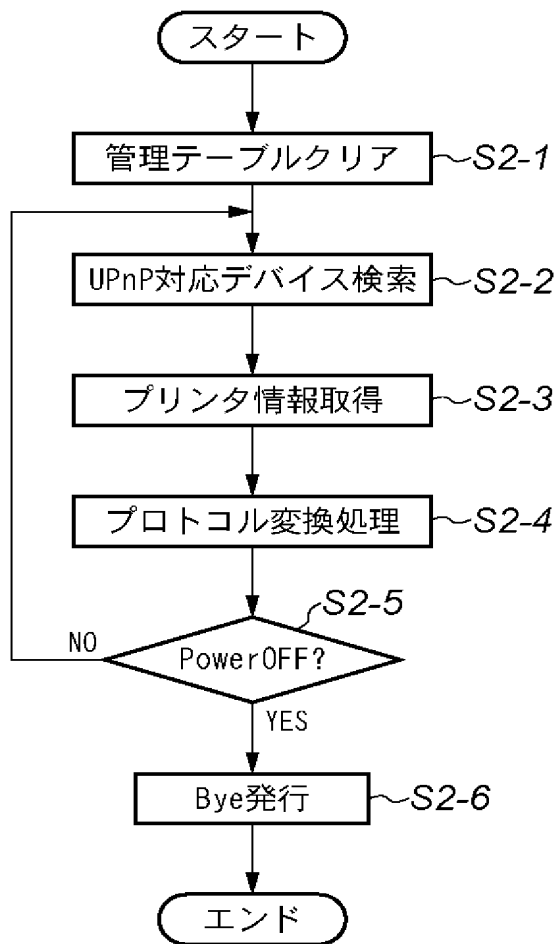 スタート
管理テーブルクリア S2-1
UPnP対応デバイス検索 S2-2
プリンタ情報取得 S2-3
プロトコル変換処理 S2-4
S2-5
NO PowerOFF?
YES
Bye発行 S2-6
エンド